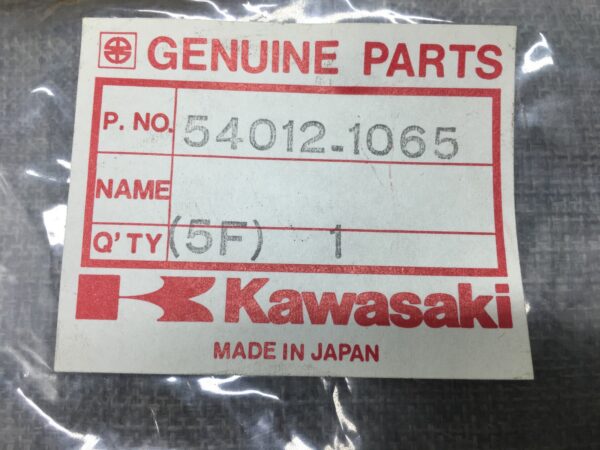 GENUINE PARTS
P. NO. 54012-1065
NAME
Q'TY (5F) 1
Kawasaki
MADE IN JAPAN